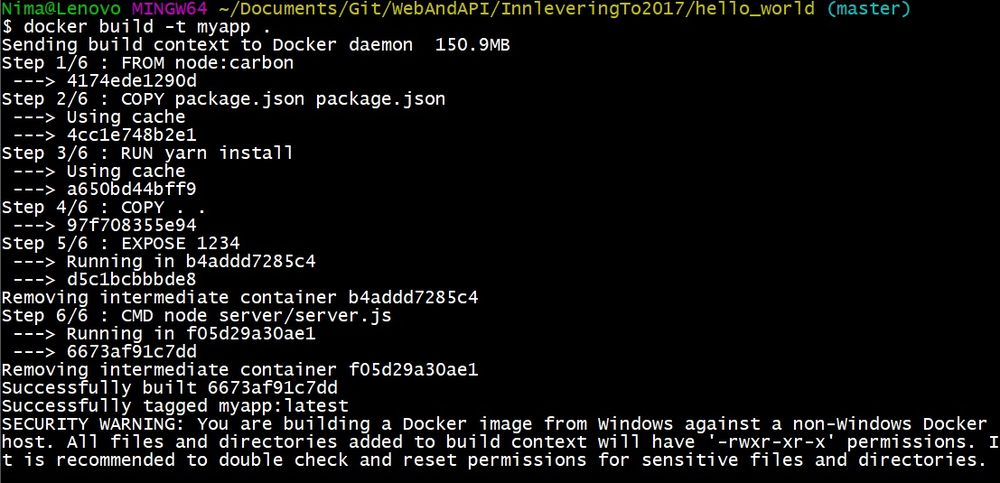 Nima@Lenovo MINGW64 ~/Documents/Git/WebAndAPI/InnleveringTo2017/hello_world (master)
$ docker build -t myapp .
Sending build context to Docker daemon  150.9MB
Step 1/6 : FROM node:carbon
 ---> 4174ede1290d
Step 2/6 : COPY package.json package.json
 ---> Using cache
 ---> 4cc1e748b2e1
Step 3/6 : RUN yarn install
 ---> Using cache
 ---> a650bd44bff9
Step 4/6 : COPY . .
 ---> 97f708355e94
Step 5/6 : EXPOSE 1234
 ---> Running in b4addd7285c4
 ---> d5c1bcbbbde8
Removing intermediate container b4addd7285c4
Step 6/6 : CMD node server/server.js
 ---> Running in f05d29a30ae1
 ---> 6673af91c7dd
Removing intermediate container f05d29a30ae1
Successfully built 6673af91c7dd
Successfully tagged myapp:latest
SECURITY WARNING: You are building a Docker image from Windows against a non-Windows Docker
host. All files and directories added to build context will have '-rwxr-xr-x' permissions. I
t is recommended to double check and reset permissions for sensitive files and directories.